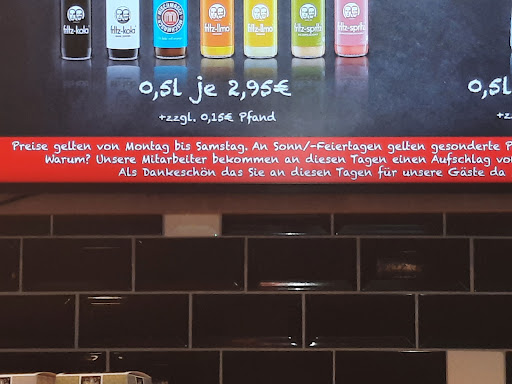 fritz-kola fritz-kola fritz-limo fritz-limo fritz-spritz fritz-spritz
0,5l je 2,95€ 0,5l
+zzgl. 0,15€ Pfand +zz
Preise gelten von Montag bis Samstag. An Sonn/-Feiertagen gelten gesonderte P
Warum? Unsere Mitarbeiter bekommen an diesen Tagen einen Aufschlag vo
Als Dankeschön das Sie an diesen Tagen für unsere Gäste da